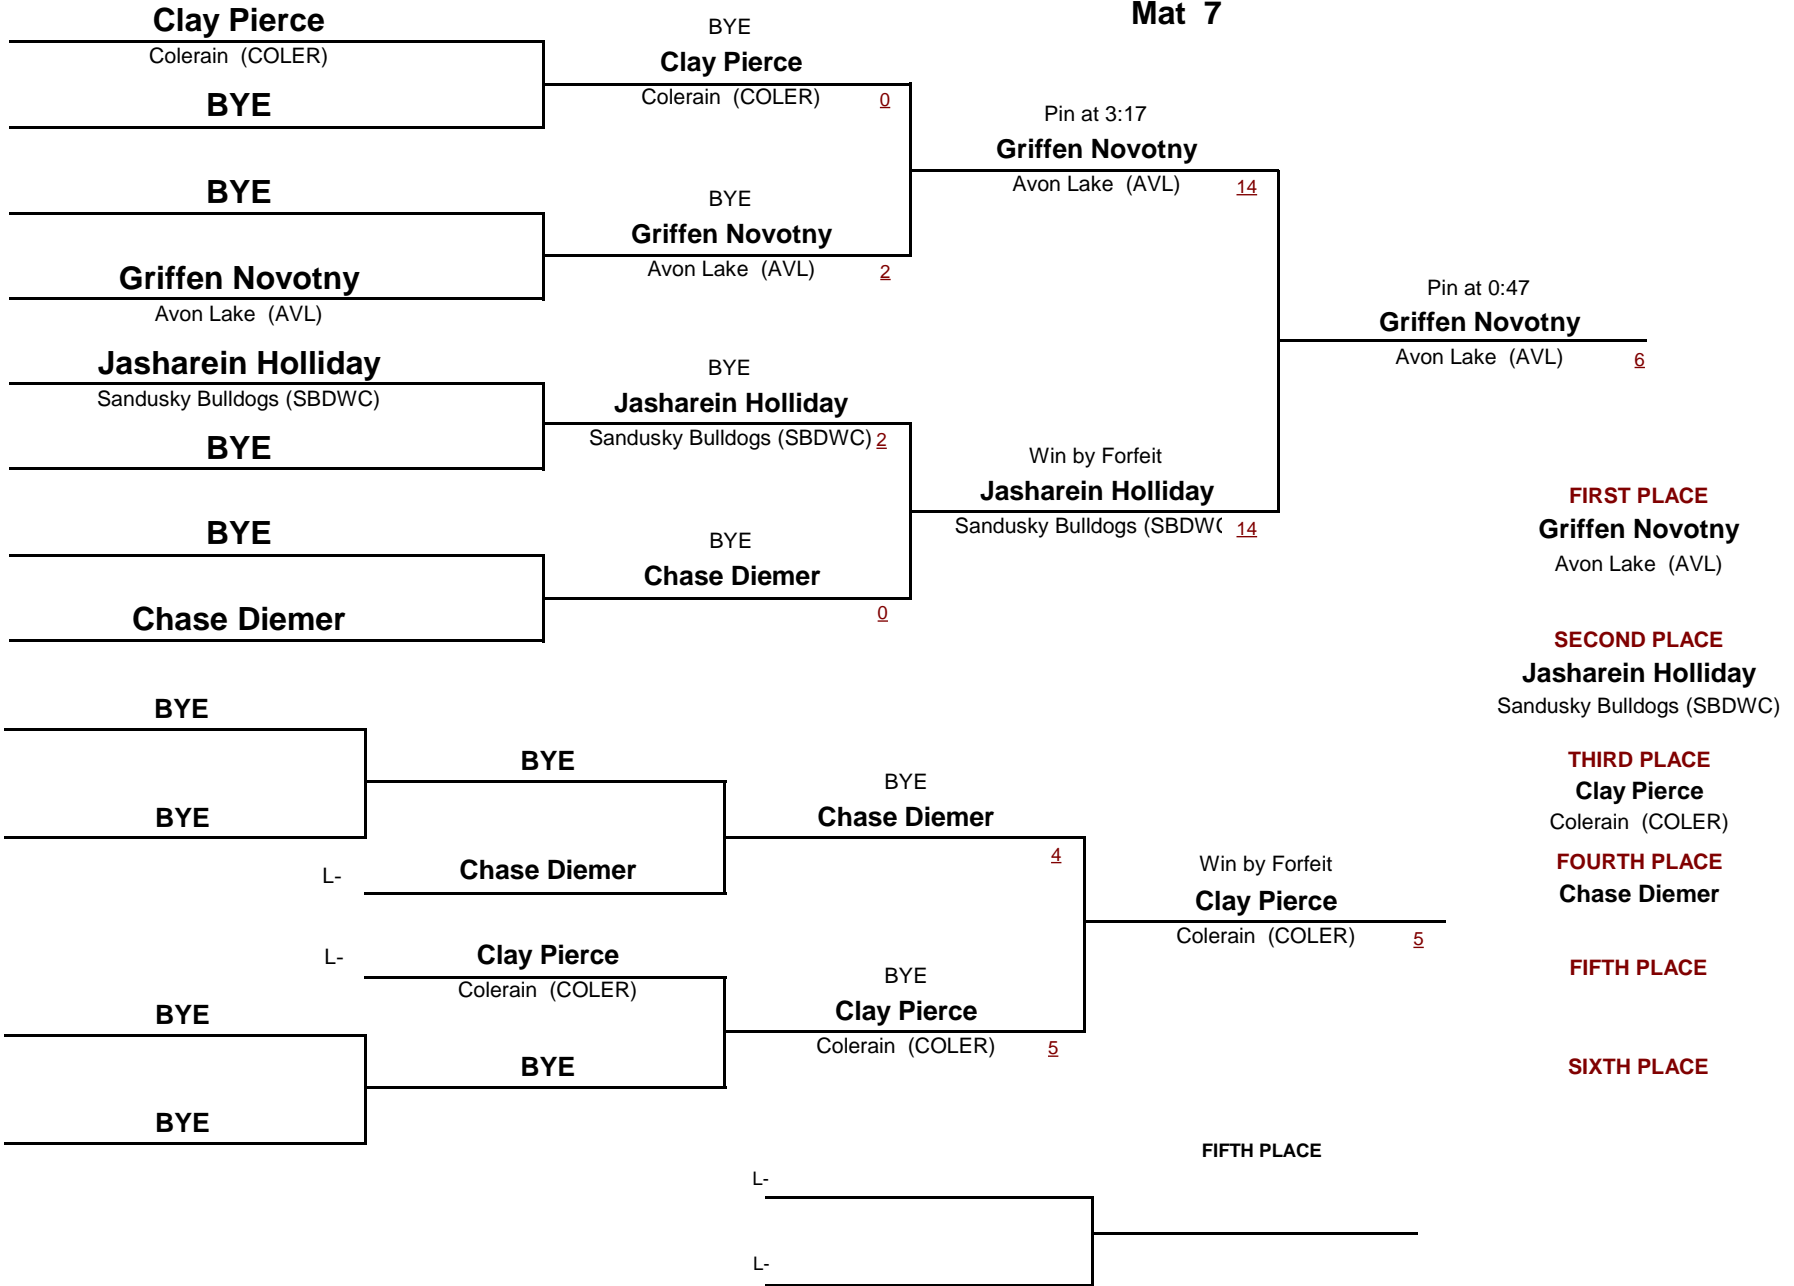 Mat 7
Clay Pierce
Colerain (COLER)
BYE
BYE
Griffen Novotny
Avon Lake (AVL)
Jasharein Holliday
Sandusky Bulldogs (SBDWC)
BYE
BYE
Chase Diemer
BYE
Clay Pierce
Colerain (COLER) 0
BYE
Griffen Novotny
Avon Lake (AVL) 2
BYE
Jasharein Holliday
Sandusky Bulldogs (SBDWC) 2
BYE
Chase Diemer
0
Pin at 3:17
Griffen Novotny
Avon Lake (AVL) 14
Win by Forfeit
Jasharein Holliday
Sandusky Bulldogs (SBDWC 14
Pin at 0:47
Griffen Novotny
Avon Lake (AVL) 6
FIRST PLACE
Griffen Novotny
Avon Lake (AVL)
SECOND PLACE
Jasharein Holliday
Sandusky Bulldogs (SBDWC)
THIRD PLACE
Clay Pierce
Colerain (COLER)
FOURTH PLACE
Chase Diemer
FIFTH PLACE
SIXTH PLACE
BYE
BYE
BYE
BYE
BYE
L- Chase Diemer
L- Clay Pierce
Colerain (COLER)
BYE
BYE
Chase Diemer
4
BYE
Clay Pierce
Colerain (COLER) 5
Win by Forfeit
Clay Pierce
Colerain (COLER) 5
FIFTH PLACE
L-
L-